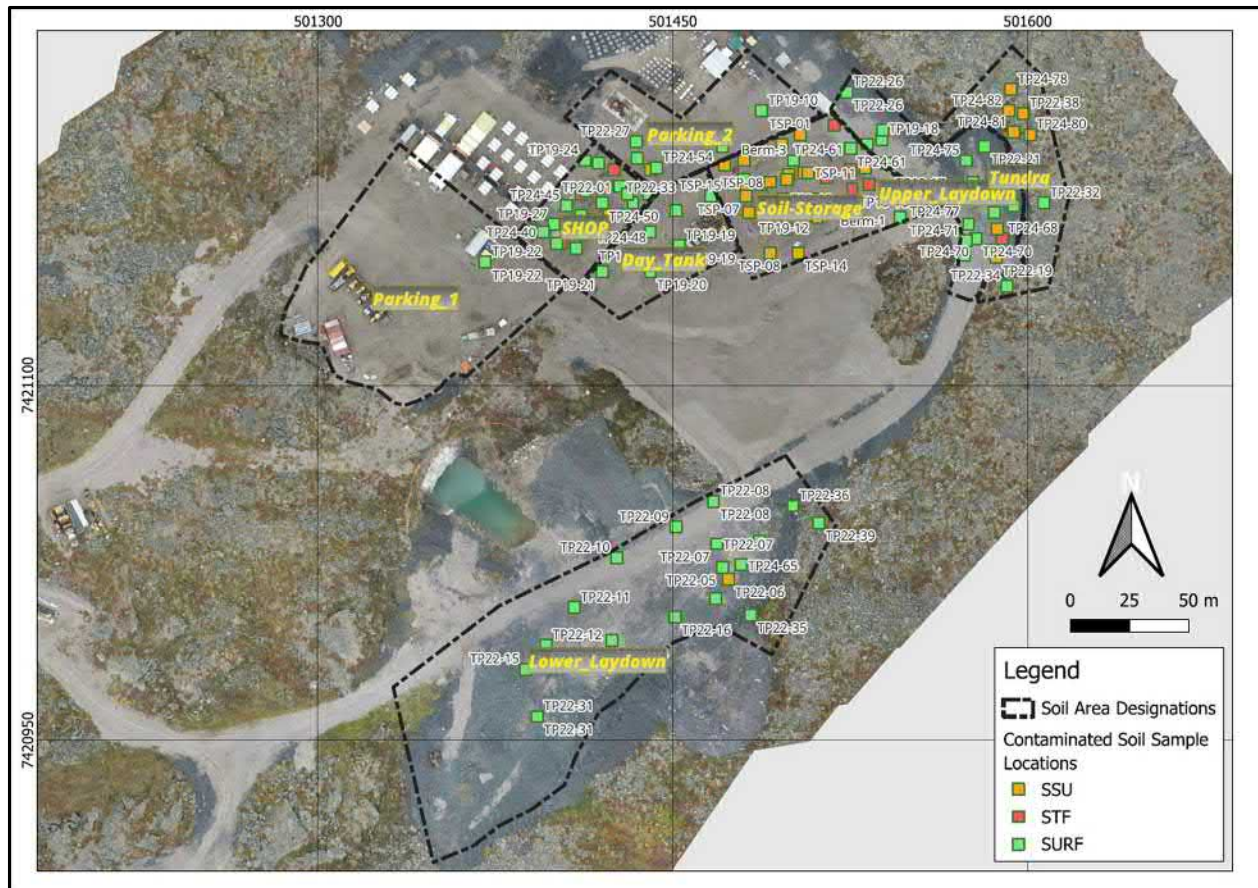 501300
501450
501600
TP24-78
TP22-26
TP24-82
TP22-38
TP19-10
TP22-26
TSP-01
TP24-81
TP24-80
TP22-27
Parking_2
TP19-18
Berm-3
TP24-61
TP19-24
TP24-54
TP24-61
TP24-75
TP22-21
TSP-11
Tundra
TP22-01
TP22-33
TSP-15
TSP-08
TP24-45
Upper_Laydown
TP22-32
TP19-27
TP24-50
TSP-07
Soil-Storage
TP24-77
SHOP
Berm-1
TP24-40
TP24-48
TP19-19
TP19-12
TP24-71
TP24-68
TP19-22
TP24-70
TP24-70
Day_Tank
TP19-22
TSP-08
TSP-14
TP22-34
TP22-19
TP19-21
TP19-20
Parking_1
7421100
TP22-08
TP22-36
TP22-09
TP22-08
TP22-39
TP22-10
TP22-07
TP22-07
TP24-65
TP22-05
TP22-06
TP22-11
TP22-16
TP22-35
TP22-12
TP22-15
Lower_Laydown
TP22-31
TP22-31
7420950
N
0 25 50 m
Legend
Soil Area Designations
Contaminated Soil Sample
Locations
SSU
STF
SURF